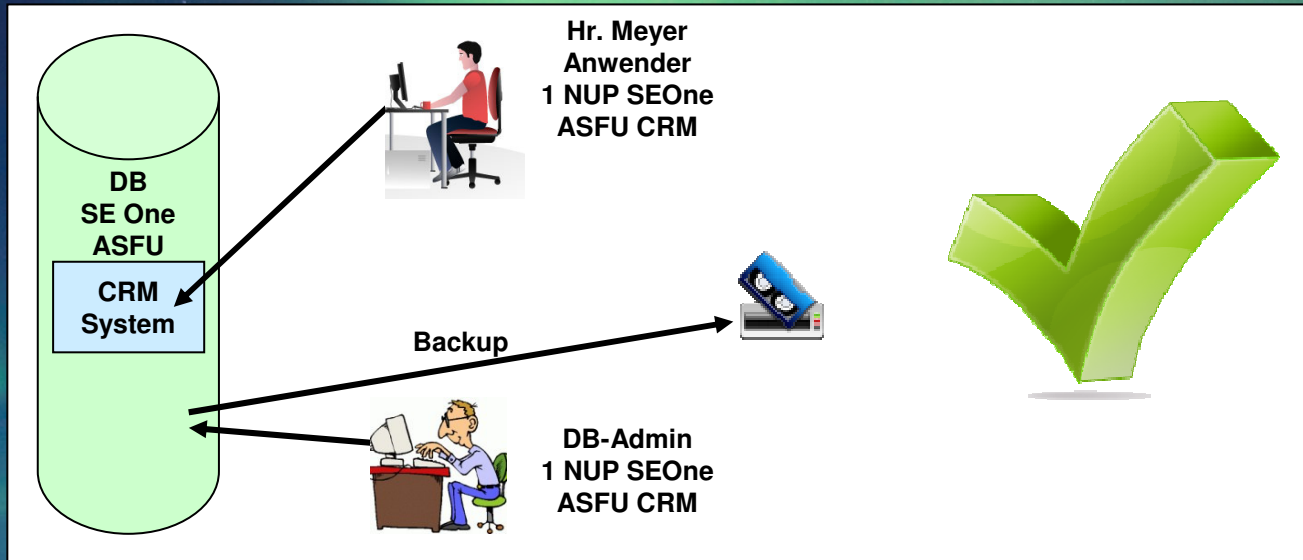 Hr. Meyer
Anwender
1 NUP SEOne
ASFU CRM
DB
SE One
ASFU
CRM
System
Backup
DB-Admin
1 NUP SEOne
ASFU CRM